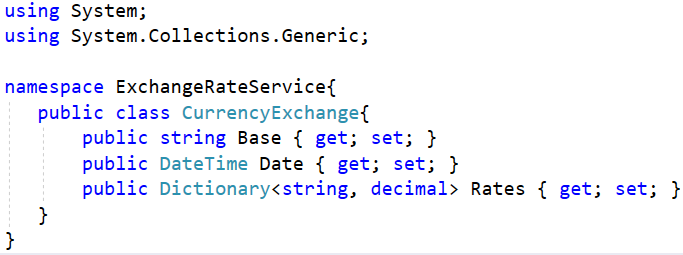 using System;
using System.Collections.Generic;
namespace ExchangeRateService{
public class CurrencyExchange{
public string Base { get; set; }
public DateTime Date { get; set; }
public Dictionary<string, decimal> Rates { get; set; }
}
}